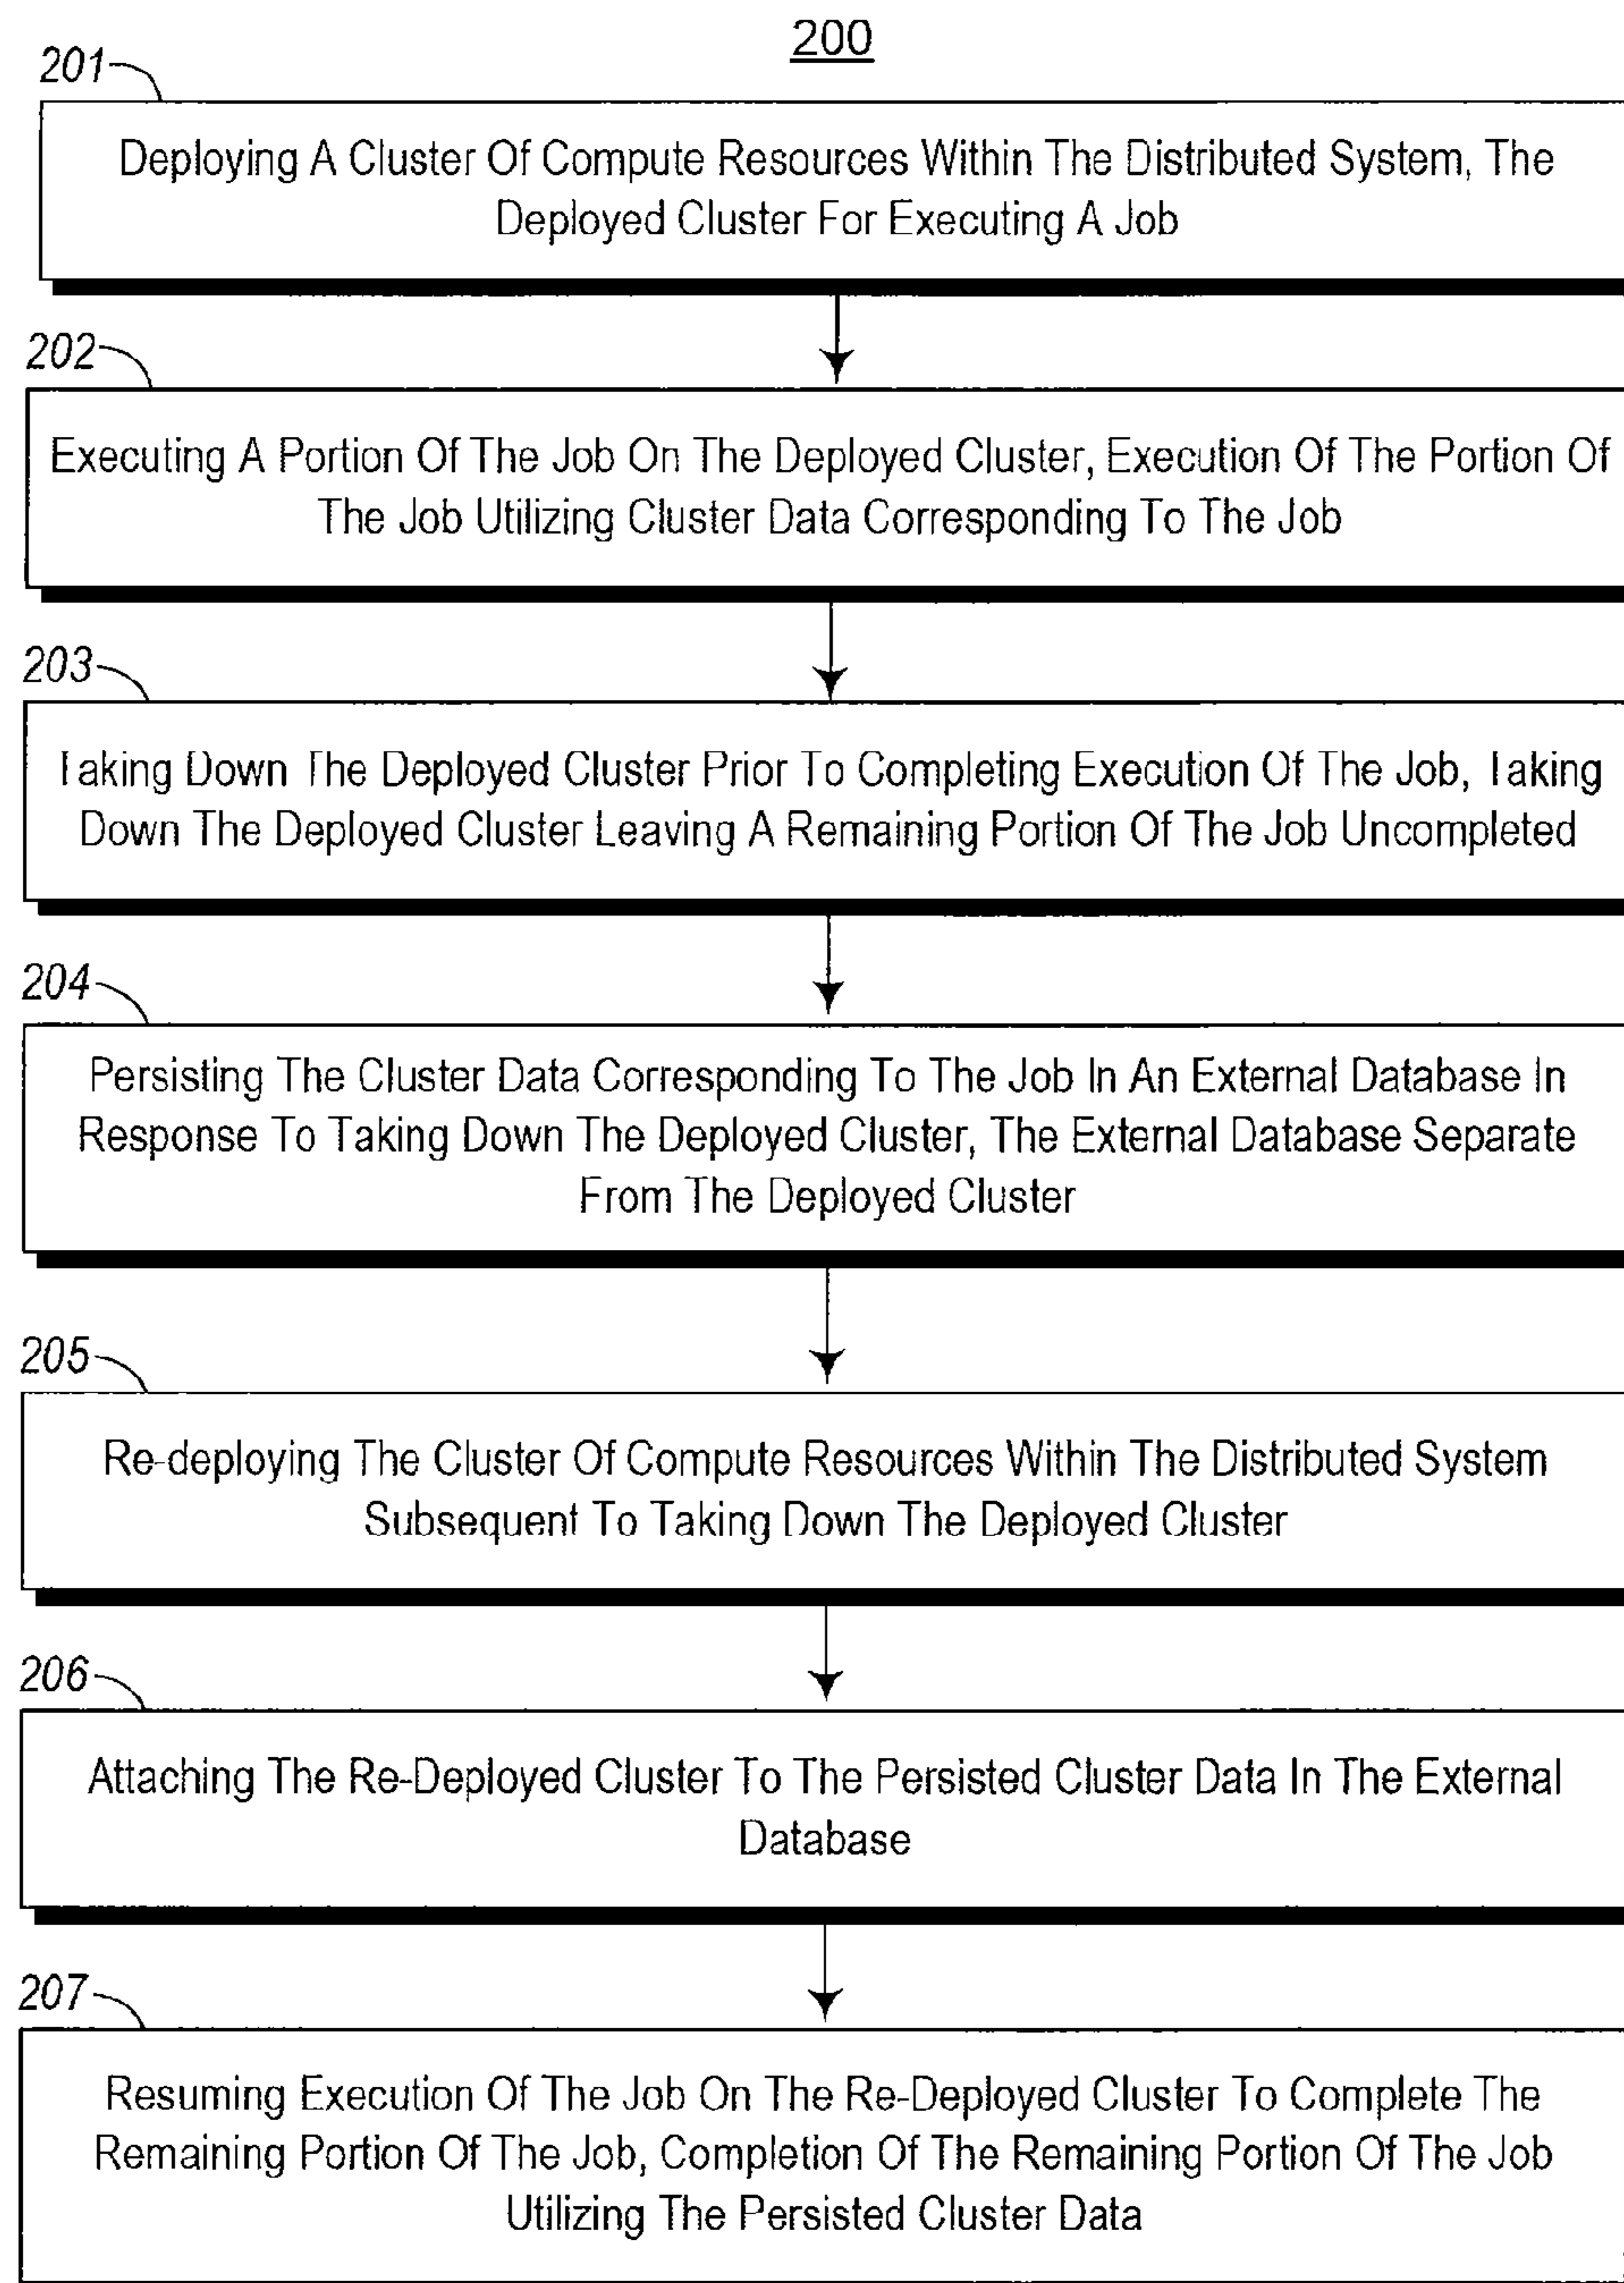 200
201
Deploying A Cluster Of Compute Resources Within The Distributed System, The
Deployed Cluster For Executing A Job
202
Executing A Portion Of The Job On The Deployed Cluster, Execution Of The Portion Of
The Job Utilizing Cluster Data Corresponding To The Job
203
Taking Down The Deployed Cluster Prior To Completing Execution Of The Job, Taking
Down The Deployed Cluster Leaving A Remaining Portion Of The Job Uncompleted
204
Persisting The Cluster Data Corresponding To The Job In An External Database In
Response To Taking Down The Deployed Cluster, The External Database Separate
From The Deployed Cluster
205
Re-deploying The Cluster Of Compute Resources Within The Distributed System
Subsequent To Taking Down The Deployed Cluster
206
Attaching The Re-Deployed Cluster To The Persisted Cluster Data In The External
Database
207
Resuming Execution Of The Job On The Re-Deployed Cluster To Complete The
Remaining Portion Of The Job, Completion Of The Remaining Portion Of The Job
Utilizing The Persisted Cluster Data